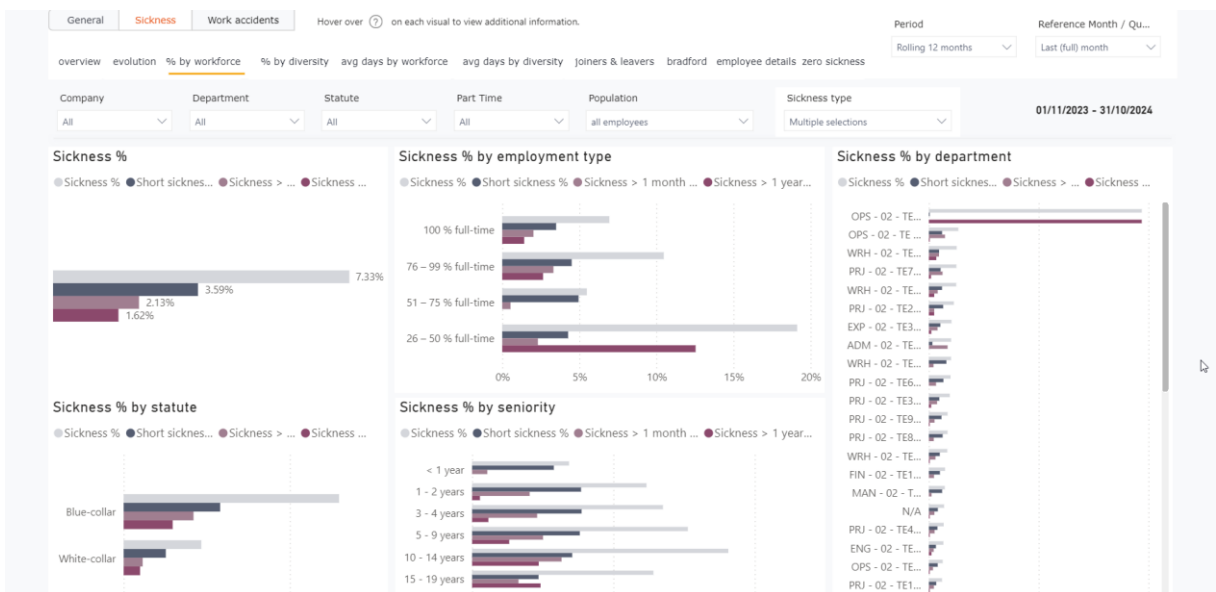 General Sickness Work accidents Hover over ? on each visual to view additional information.
Period Reference Month / Qu...
Rolling 12 months Last (full) month
overview evolution % by workforce % by diversity avg days by workforce avg days by diversity joiners & leavers bradford employee details zero sickness
Company Department Statute Part Time Population Sickness type
All All All All all employees Multiple selections
01/11/2023 - 31/10/2024
Sickness %
Sickness % Short sicknes... Sickness > ... Sickness ...
7.33%
3.59%
2.13%
1.62%
Sickness % by employment type
Sickness % Short sickness % Sickness > 1 month ... Sickness > 1 year...
100 % full-time
76 – 99 % full-time
51 – 75 % full-time
26 – 50 % full-time
0% 5% 10% 15% 20%
Sickness % by department
Sickness % Short sicknes... Sickness > ... Sickness ...
OPS - 02 - TE...
OPS - 02 - TE ...
WRH - 02 - TE...
PRJ - 02 - TE7...
WRH - 02 - TE...
PRJ - 02 - TE2...
EXP - 02 - TE3...
ADM - 02 - TE...
WRH - 02 - TE...
PRJ - 02 - TE6...
PRJ - 02 - TE3...
PRJ - 02 - TE9...
PRJ - 02 - TE8...
WRH - 02 - TE...
FIN - 02 - TE1...
MAN - 02 - T...
N/A
PRJ - 02 - TE4...
ENG - 02 - TE...
OPS - 02 - TE...
PRJ - 02 - TE1...
Sickness % by statute
Sickness % Short sicknes... Sickness > ... Sickness ...
Blue-collar
White-collar
Sickness % by seniority
Sickness % Short sickness % Sickness > 1 month ... Sickness > 1 year...
< 1 year
1 - 2 years
3 - 4 years
5 - 9 years
10 - 14 years
15 - 19 years